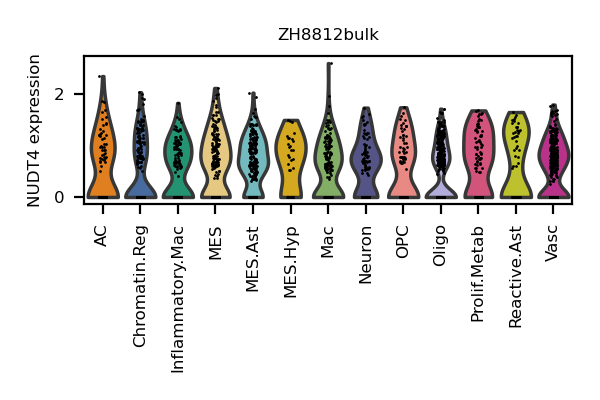 ZH8812bulk
NUDT4 expression
2
0
AC
Chromatin.Reg
Inflammatory.Mac
MES
MES.Ast
MES.Hyp
Mac
Neuron
OPC
Oligo
Prolif.Metab
Reactive.Ast
Vasc